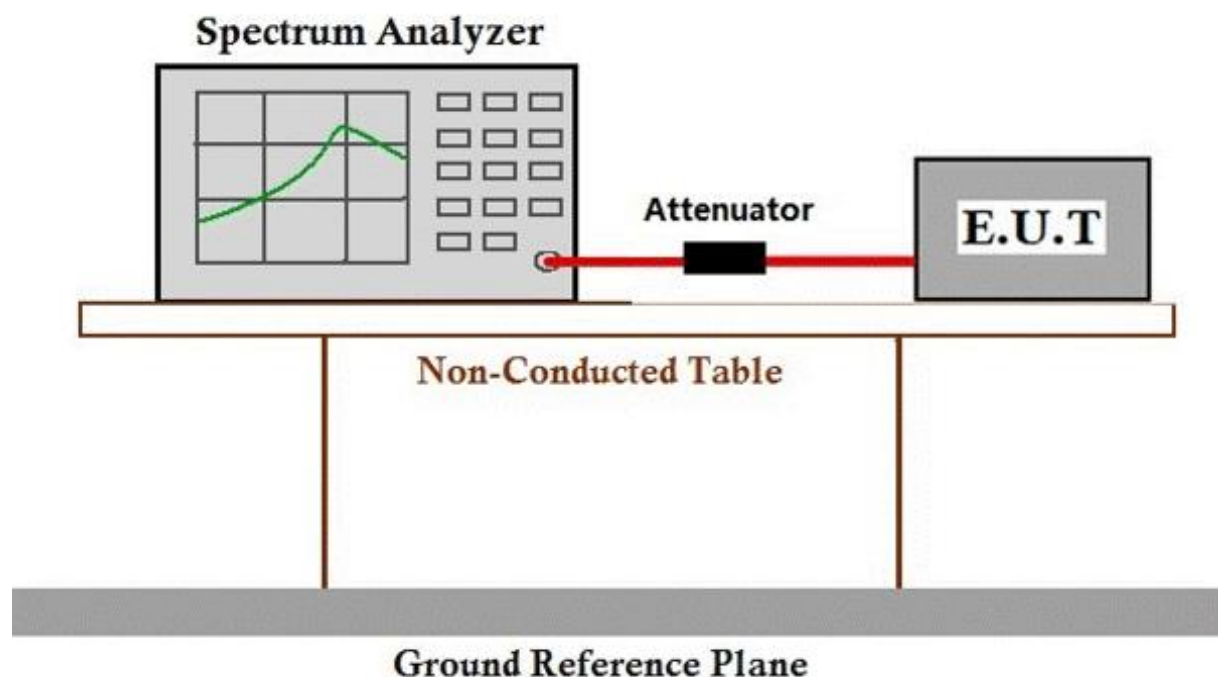 Spectrum Analyzer
Attenuator
E.U.T
Non-Conducted Table
Ground Reference Plane